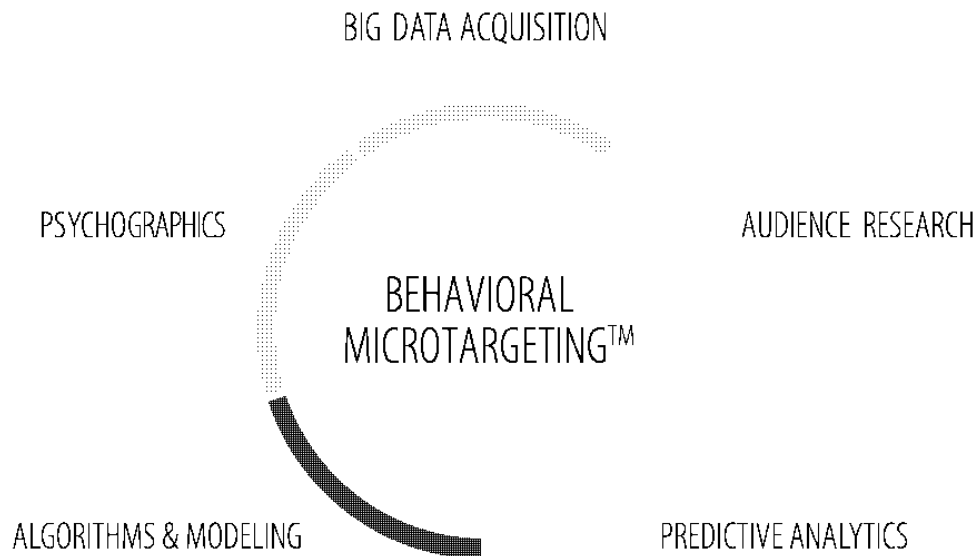 BIG DATA ACQUISITION
PSYCHOGRAPHICS
AUDIENCE RESEARCH
BEHAVIORAL
MICROTARGETING™
ALGORITHMS & MODELING
PREDICTIVE ANALYTICS